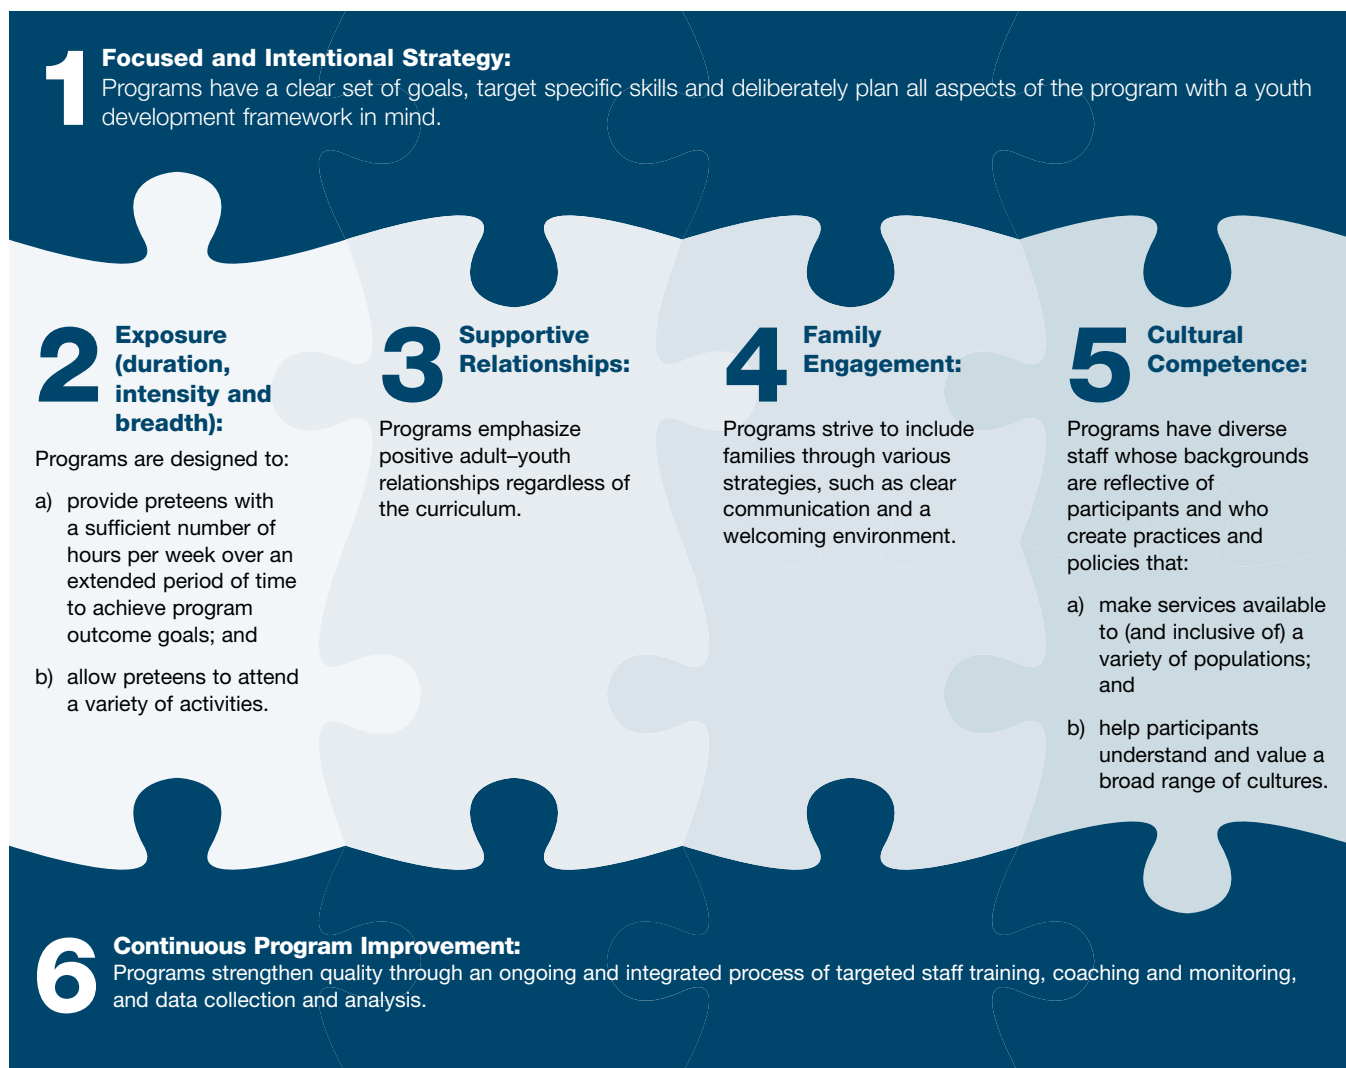 1
Focused and Intentional Strategy:
Programs have a clear set of goals, target specific skills and deliberately plan all aspects of the program with a youth
development framework in mind.
2
Exposure
(duration,
intensity and
breadth):
Programs are designed to:
a) provide preteens with
a sufficient number of
hours per week over an
extended period of time
to achieve program
outcome goals; and
b) allow preteens to attend
a variety of activities.
3
Supportive
Relationships:
Programs emphasize
positive adult–youth
relationships regardless of
the curriculum.
4
Family
Engagement:
Programs strive to include
families through various
strategies, such as clear
communication and a
welcoming environment.
5
Cultural
Competence:
Programs have diverse
staff whose backgrounds
are reflective of
participants and who
create practices and
policies that:
a) make services available
to (and inclusive of) a
variety of populations;
and
b) help participants
understand and value a
broad range of cultures.
6
Continuous Program Improvement:
Programs strengthen quality through an ongoing and integrated process of targeted staff training, coaching and monitoring,
and data collection and analysis.